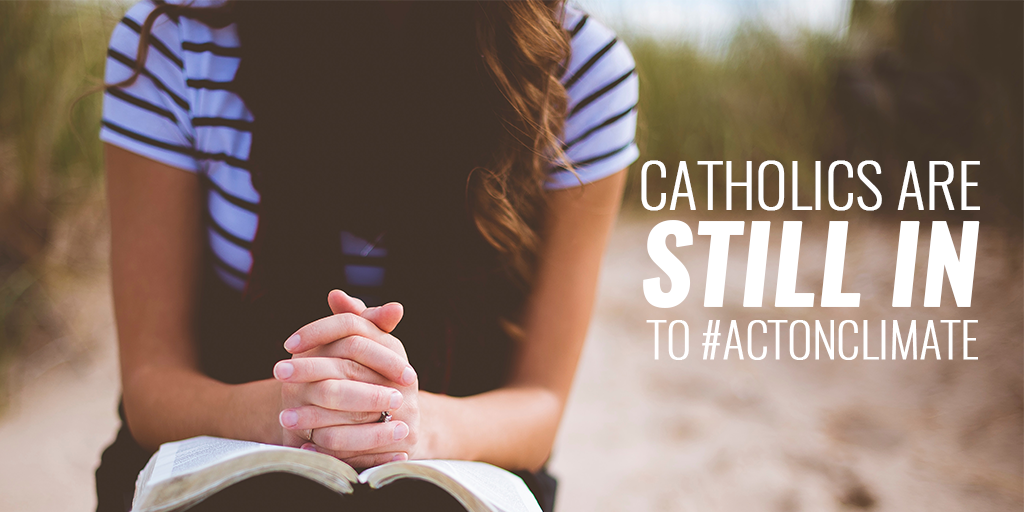 CATHOLICS ARE
STILL IN
TO #ACTONCLIMATE